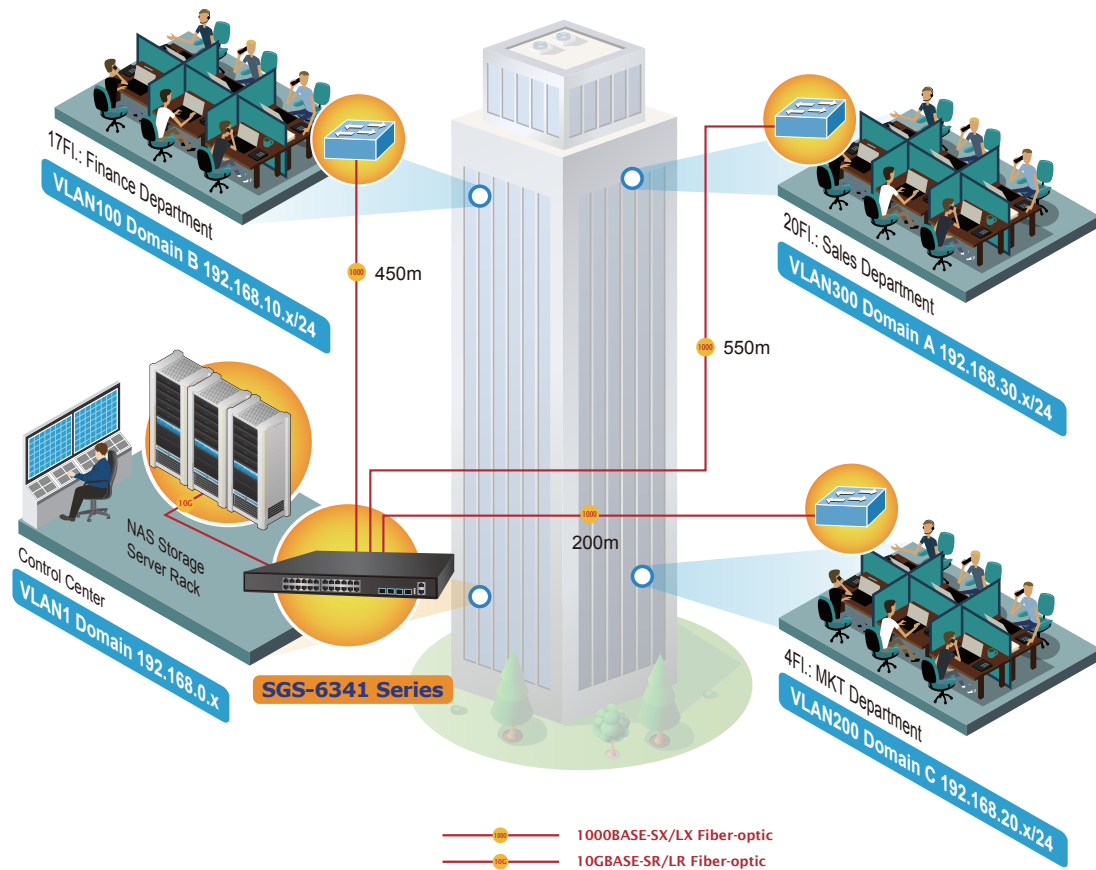 17Fl.: Finance Department
VLAN100 Domain B 192.168.10.x/24
1000
450m
20Fl.: Sales Department
VLAN300 Domain A 192.168.30.x/24
1000
550m
10G
NAS Storage
Server Rack
Control Center
VLAN1 Domain 192.168.0.x
SGS-6341 Series
1000
200m
4Fl.: MKT Department
VLAN200 Domain C 192.168.20.x/24
1000
1000BASE-SX/LX Fiber-optic
10G
10GBASE-SR/LR Fiber-optic